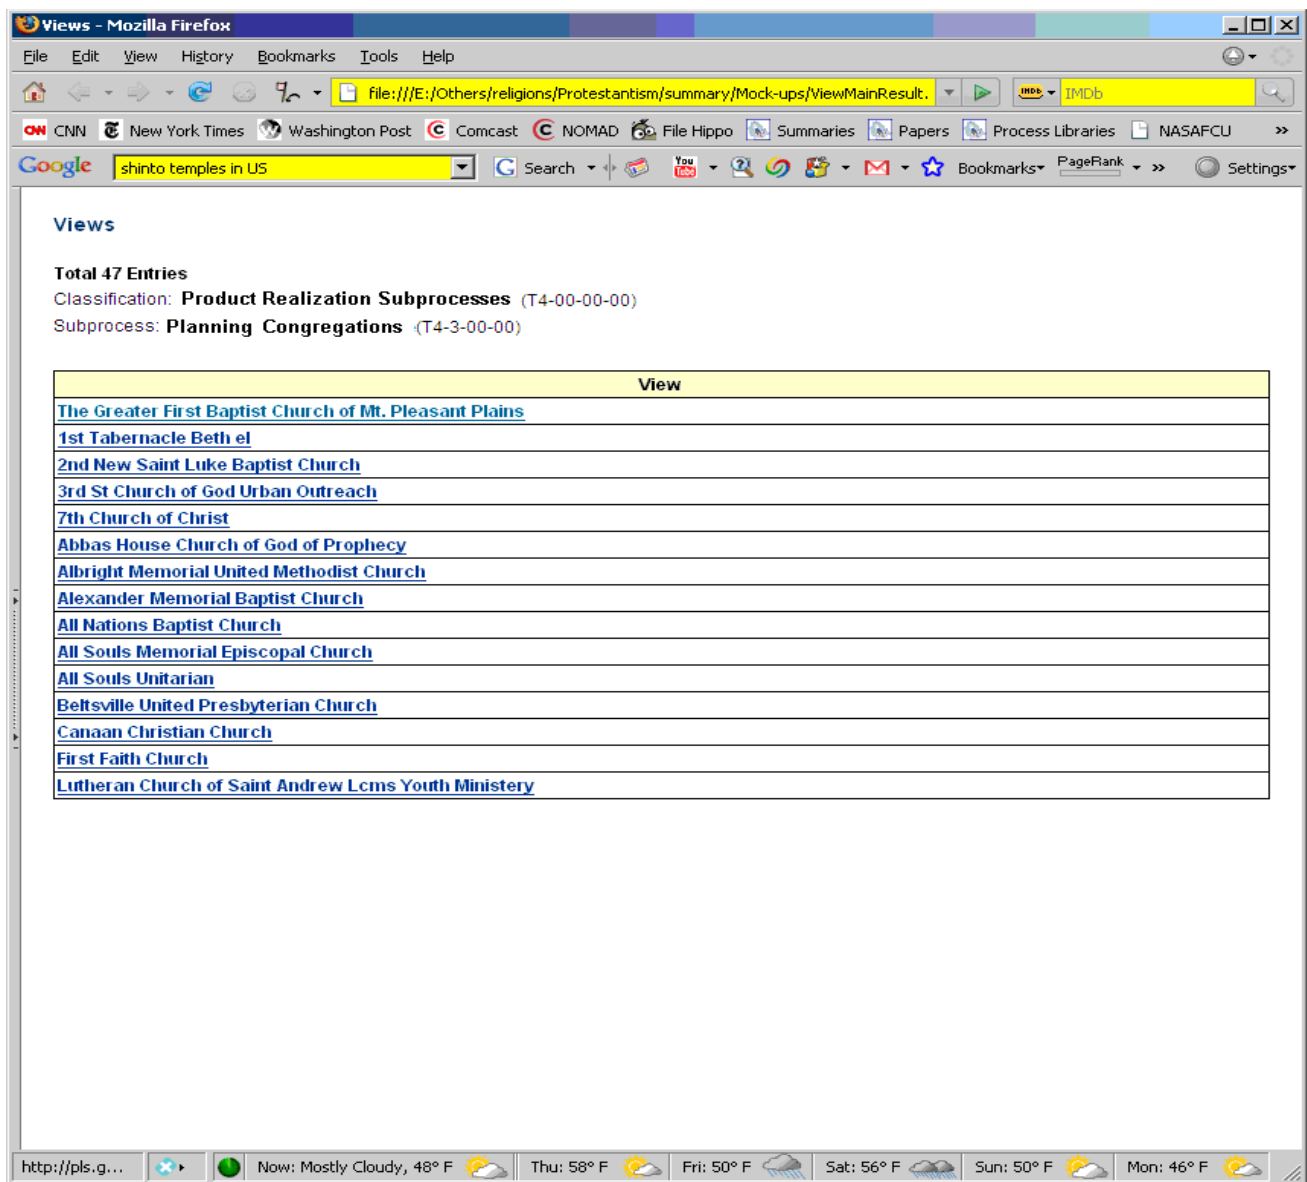 Views - Mozilla Firefox
File Edit View History Bookmarks Tools Help
file:///E:/Others/religions/Protestantism/summary/Mock-ups/ViewMainResult. IMDb IMDb
CNN CNN New York Times Washington Post Comcast NOMAD File Hippo Summaries Papers Process Libraries NASAFCU »
Google shinto temples in US G Search You Tube Bookmarks PageRank » Settings
Views
Total 47 Entries
Classification: Product Realization Subprocesses (T4-00-00-00)
Subprocess: Planning Congregations (T4-3-00-00)
View
The Greater First Baptist Church of Mt. Pleasant Plains
1st Tabernacle Beth el
2nd New Saint Luke Baptist Church
3rd St Church of God Urban Outreach
7th Church of Christ
Abbas House Church of God of Prophecy
Albright Memorial United Methodist Church
Alexander Memorial Baptist Church
All Nations Baptist Church
All Souls Memorial Episcopal Church
All Souls Unitarian
Beltsville United Presbyterian Church
Canaan Christian Church
First Faith Church
Lutheran Church of Saint Andrew Lcms Youth Ministery
http://pls.g... Now: Mostly Cloudy, 48° F Thu: 58° F Fri: 50° F Sat: 56° F Sun: 50° F Mon: 46° F